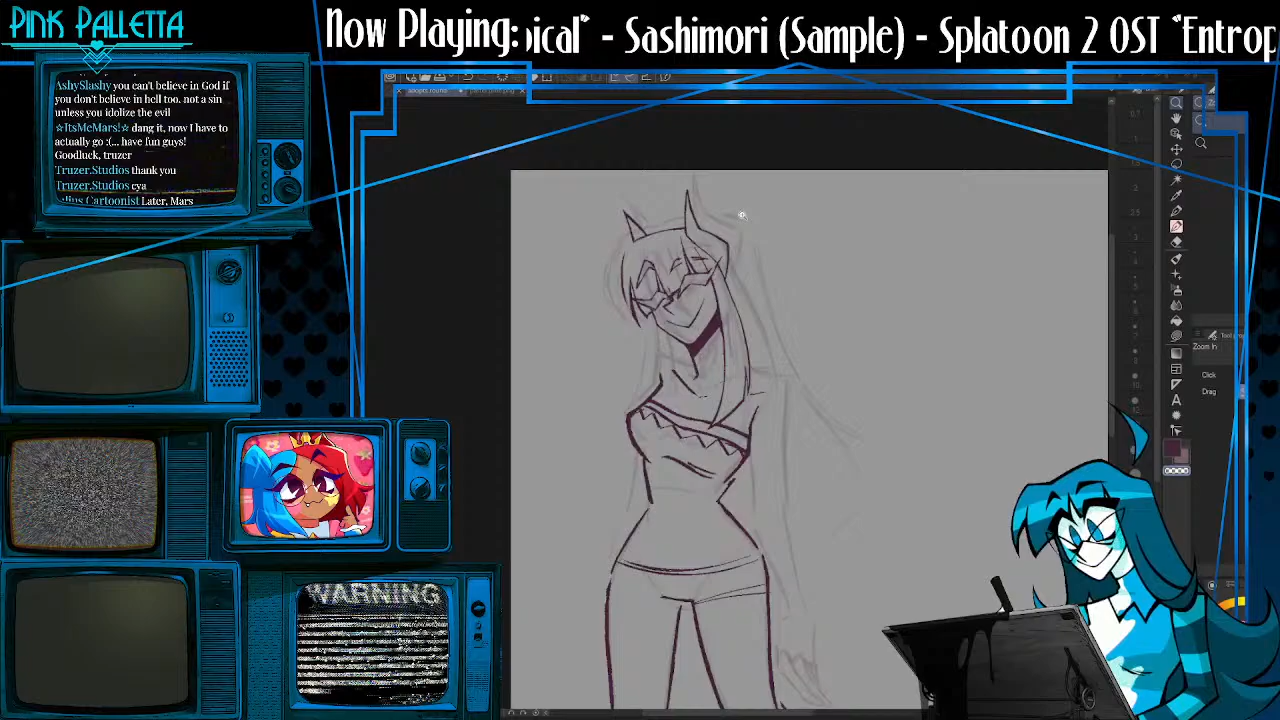 PINK PALLETTA
Now Playing: pical" - Sashimori (Sample) - Splatoon 2 OST "Entrop
AshySlashy you can't believe in God if
you don't believe in hell too. not a sin
unless you idolize the evil
☆ItsMcMars!☆ dang it, now I have to
actually go :(... have fun guys!
Goodluck, truzer
Truzer.Studios thank you
Truzer.Studios cya
Cartoonist Later, Mars
WARNING
Zoom In
Click
Drag